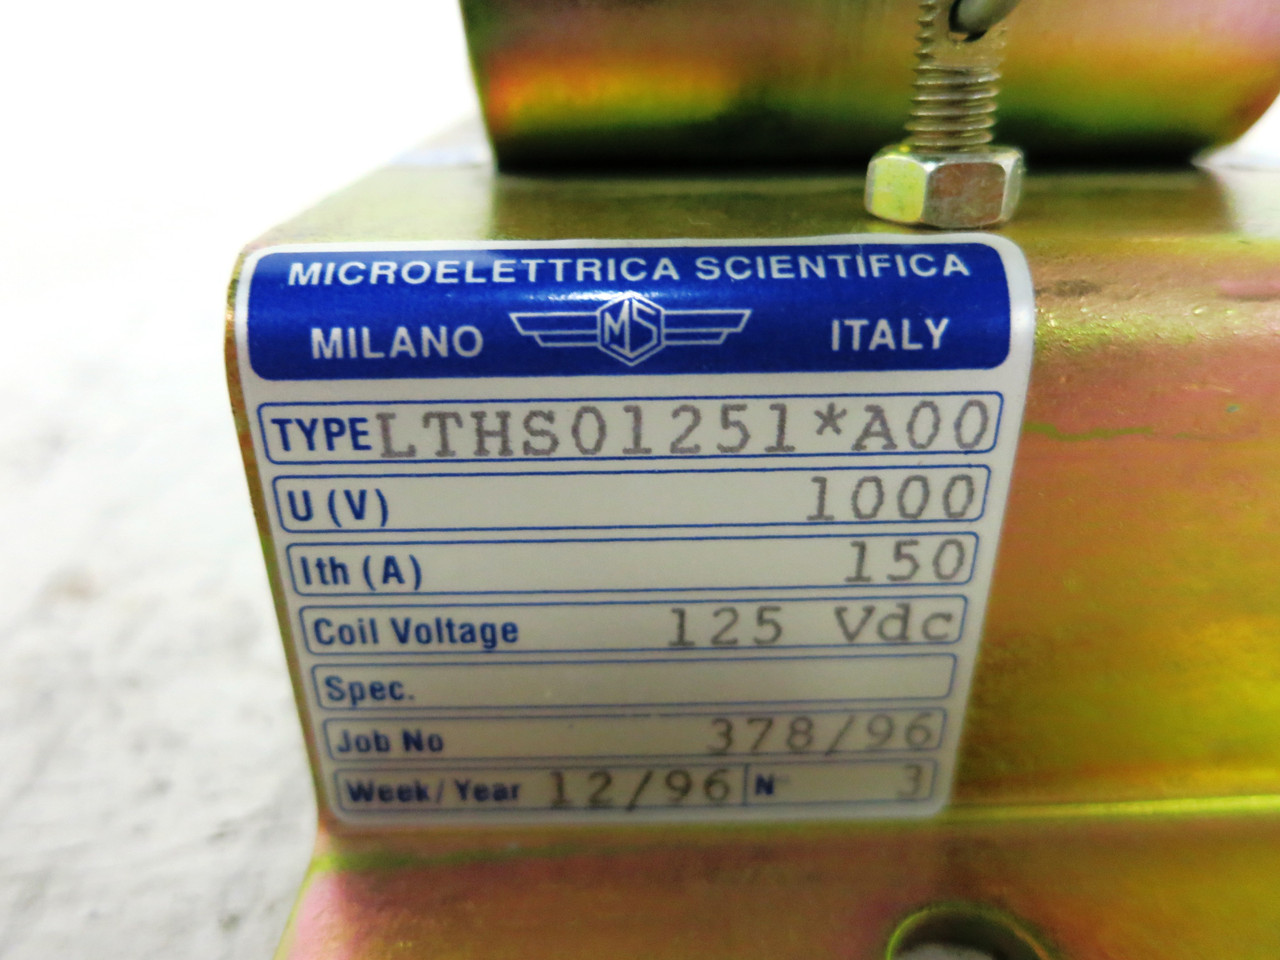 MICROELETTRICA SCIENTIFICA
MILANO MS ITALY
TYPE LTHS01251*A00
U (V) 1000
Ith (A) 150
Coil Voltage 125 Vdc
Spec.
Job No 378/96
Week/Year 12/96 N° 3